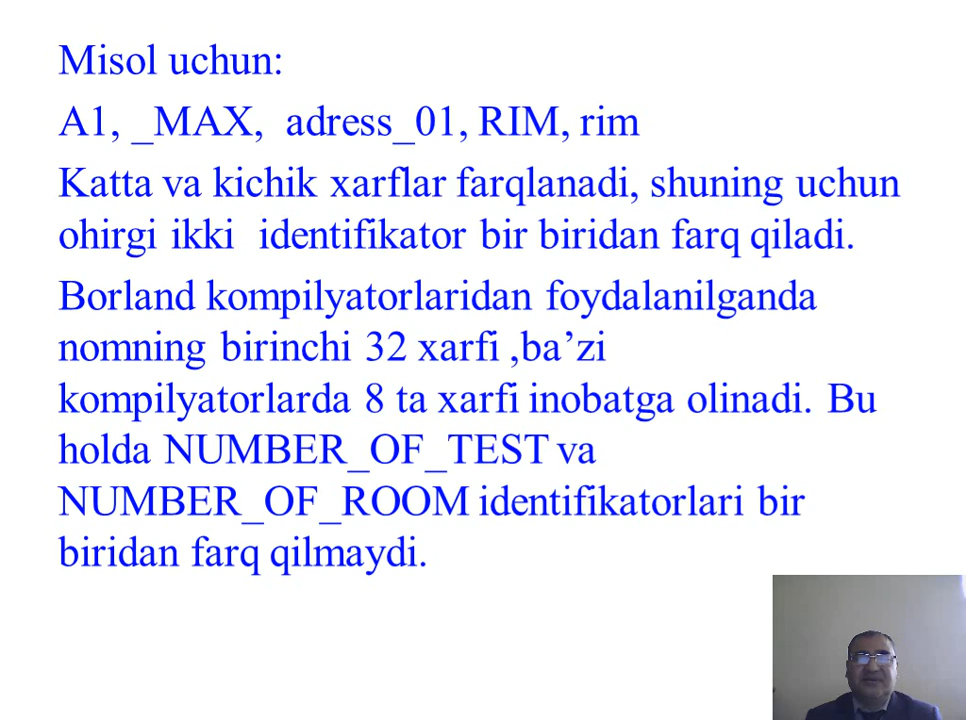 Misol uchun:
A1, _MAX, adress_01, RIM, rim
Katta va kichik xarflar farqlanadi, shuning uchun
ohirgi ikki identifikator bir biridan farq qiladi.
Borland kompilyatorlaridan foydalanilganda
nomning birinchi 32 xarfi ,ba’zi
kompilyatorlarda 8 ta xarfi inobatga olinadi. Bu
holda NUMBER_OF_TEST va
NUMBER_OF_ROOM identifikatorlari bir
biridan farq qilmaydi.